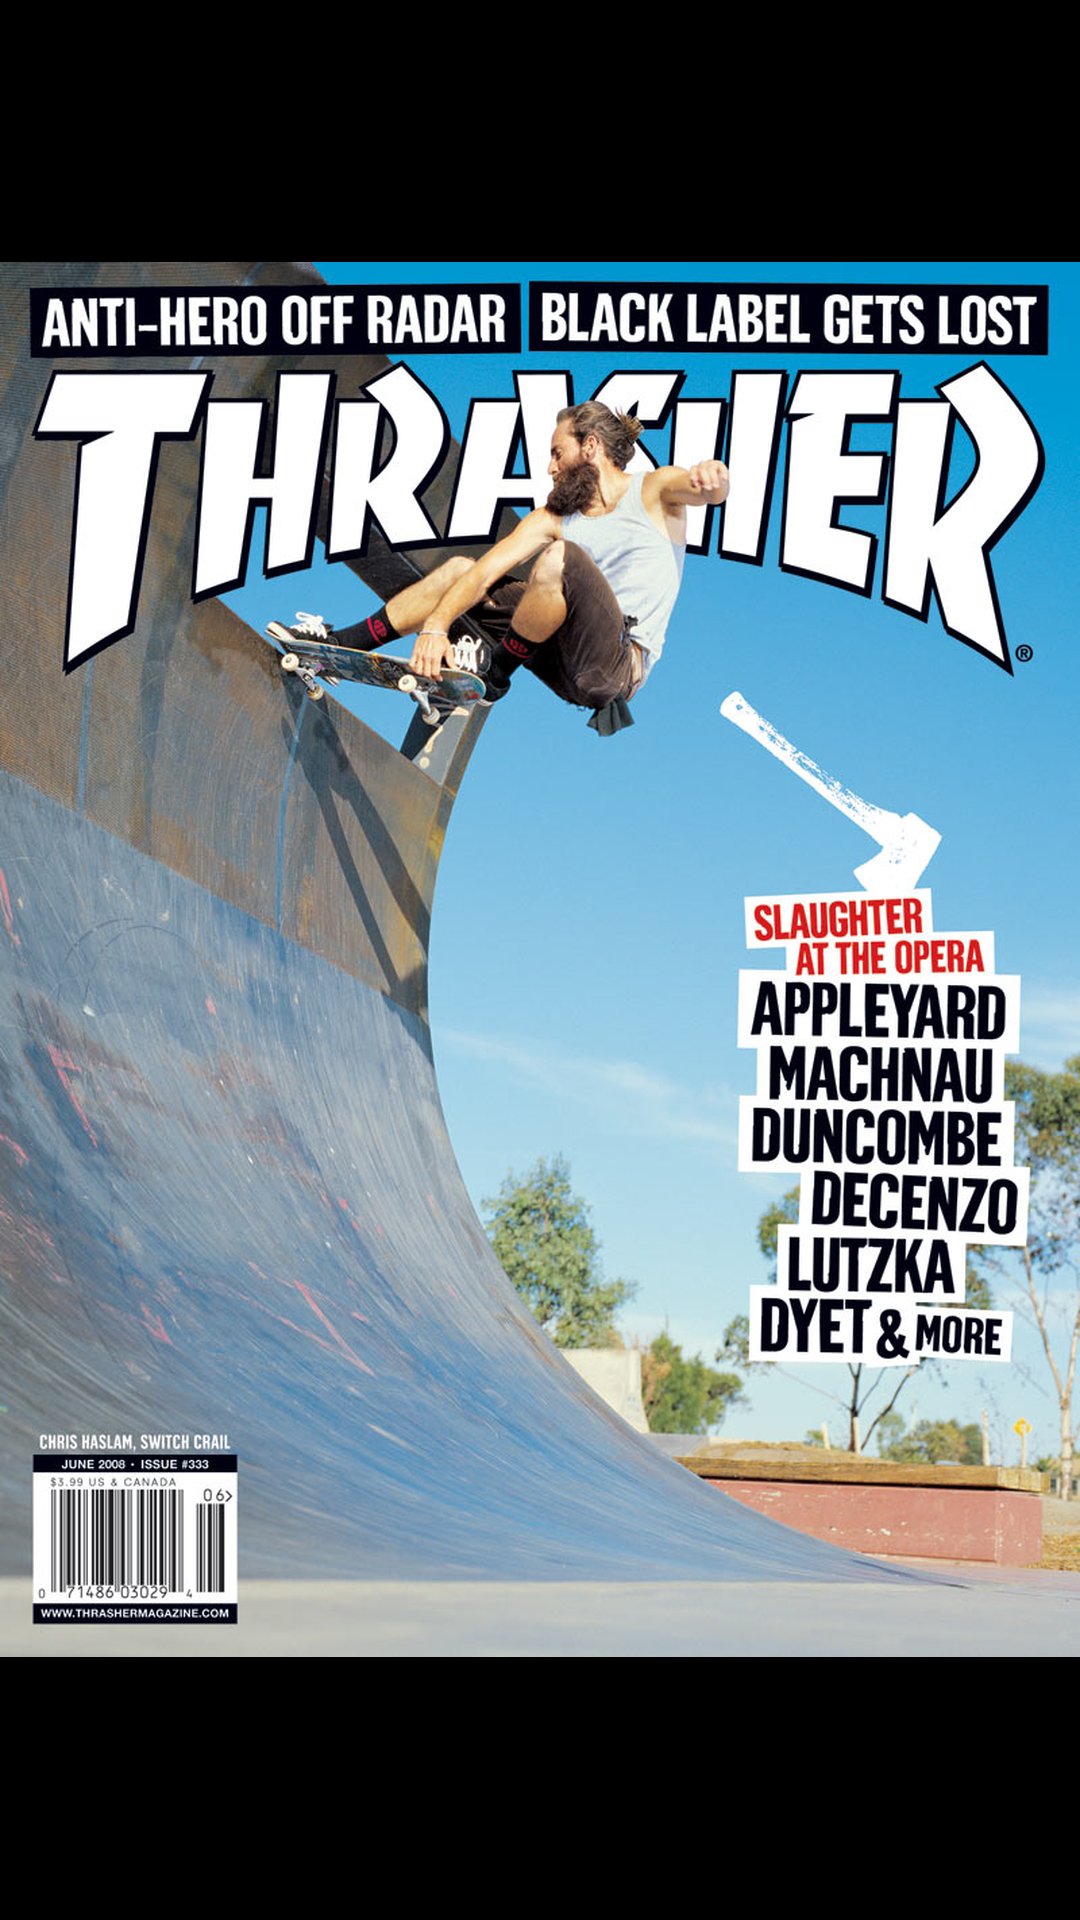 ANTI-HERO OFF RADAR
BLACK LABEL GETS LOST
THRASHER®
SLAUGHTER
AT THE OPERA
APPLEYARD
MACHNAU
DUNCOMBE
DECENZO
LUTZKA
DYET & MORE
CHRIS HASLAM, SWITCH CRAIL
JUNE 2008 • ISSUE #333
$3.99 US & CANADA
06>
0 71486 03029 4
WWW.THRASHERMAGAZINE.COM